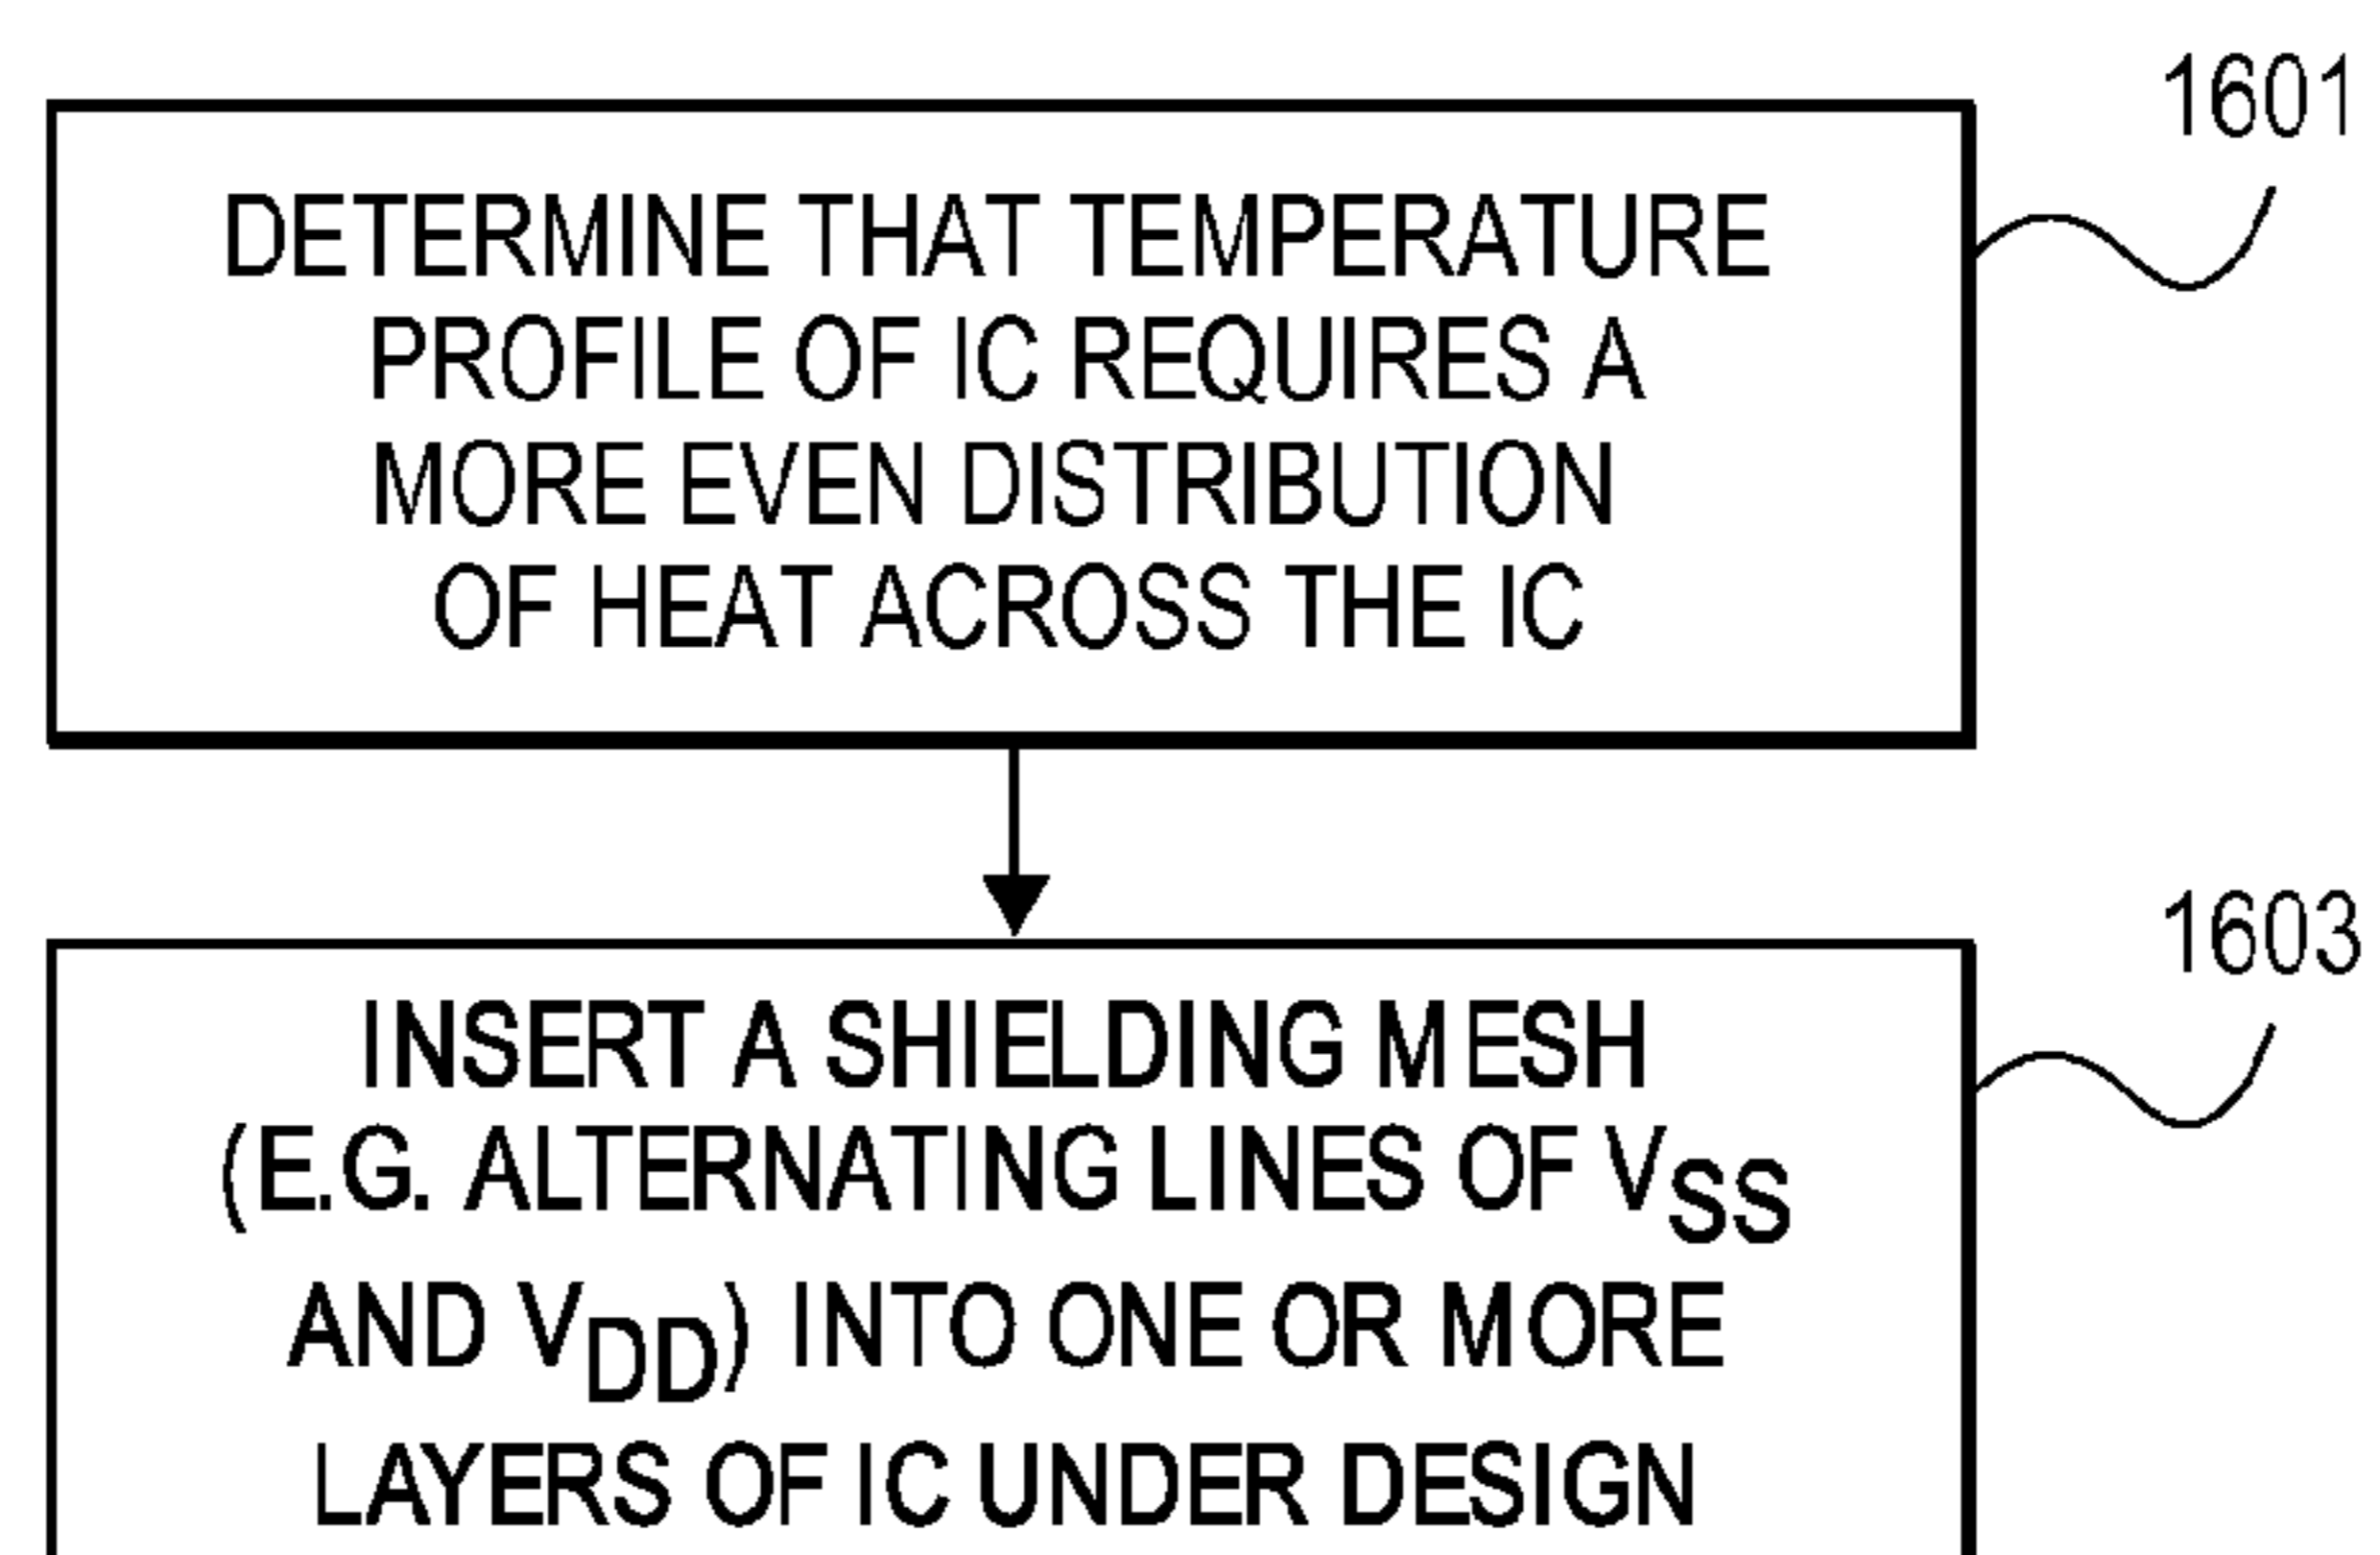 1601
DETERMINE THAT TEMPERATURE
PROFILE OF IC REQUIRES A
MORE EVEN DISTRIBUTION
OF HEAT ACROSS THE IC
1603
INSERT A SHIELDING MESH
(E.G. ALTERNATING LINES OF VSS
AND VDD) INTO ONE OR MORE
LAYERS OF IC UNDER DESIGN